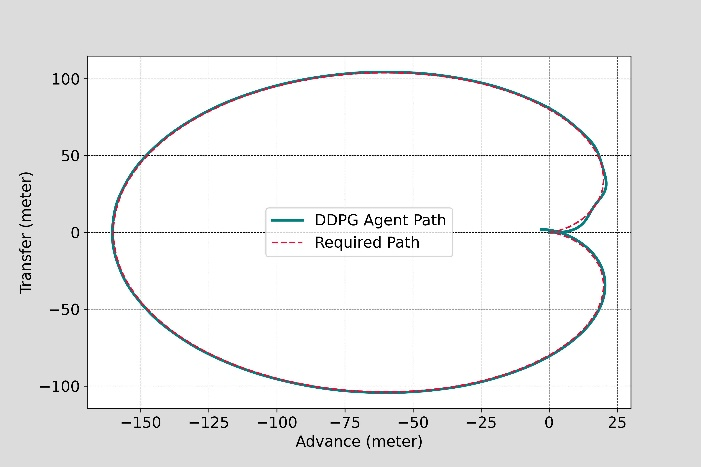 100
50
0
−50
−100
Transfer (meter)
DDPG Agent Path
Required Path
−150 −125 −100 −75 −50 −25 0 25
Advance (meter)